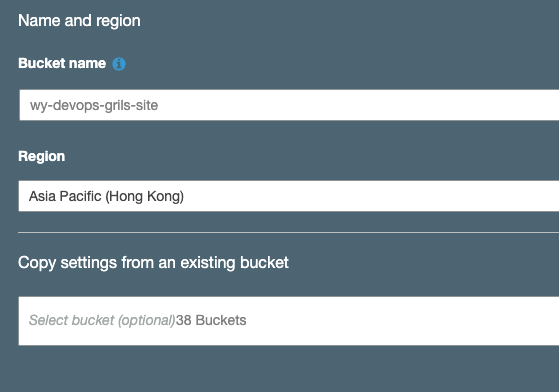 Name and region
Bucket name
wy-devops-grils-site
Region
Asia Pacific (Hong Kong)
Copy settings from an existing bucket
Select bucket (optional)38 Buckets